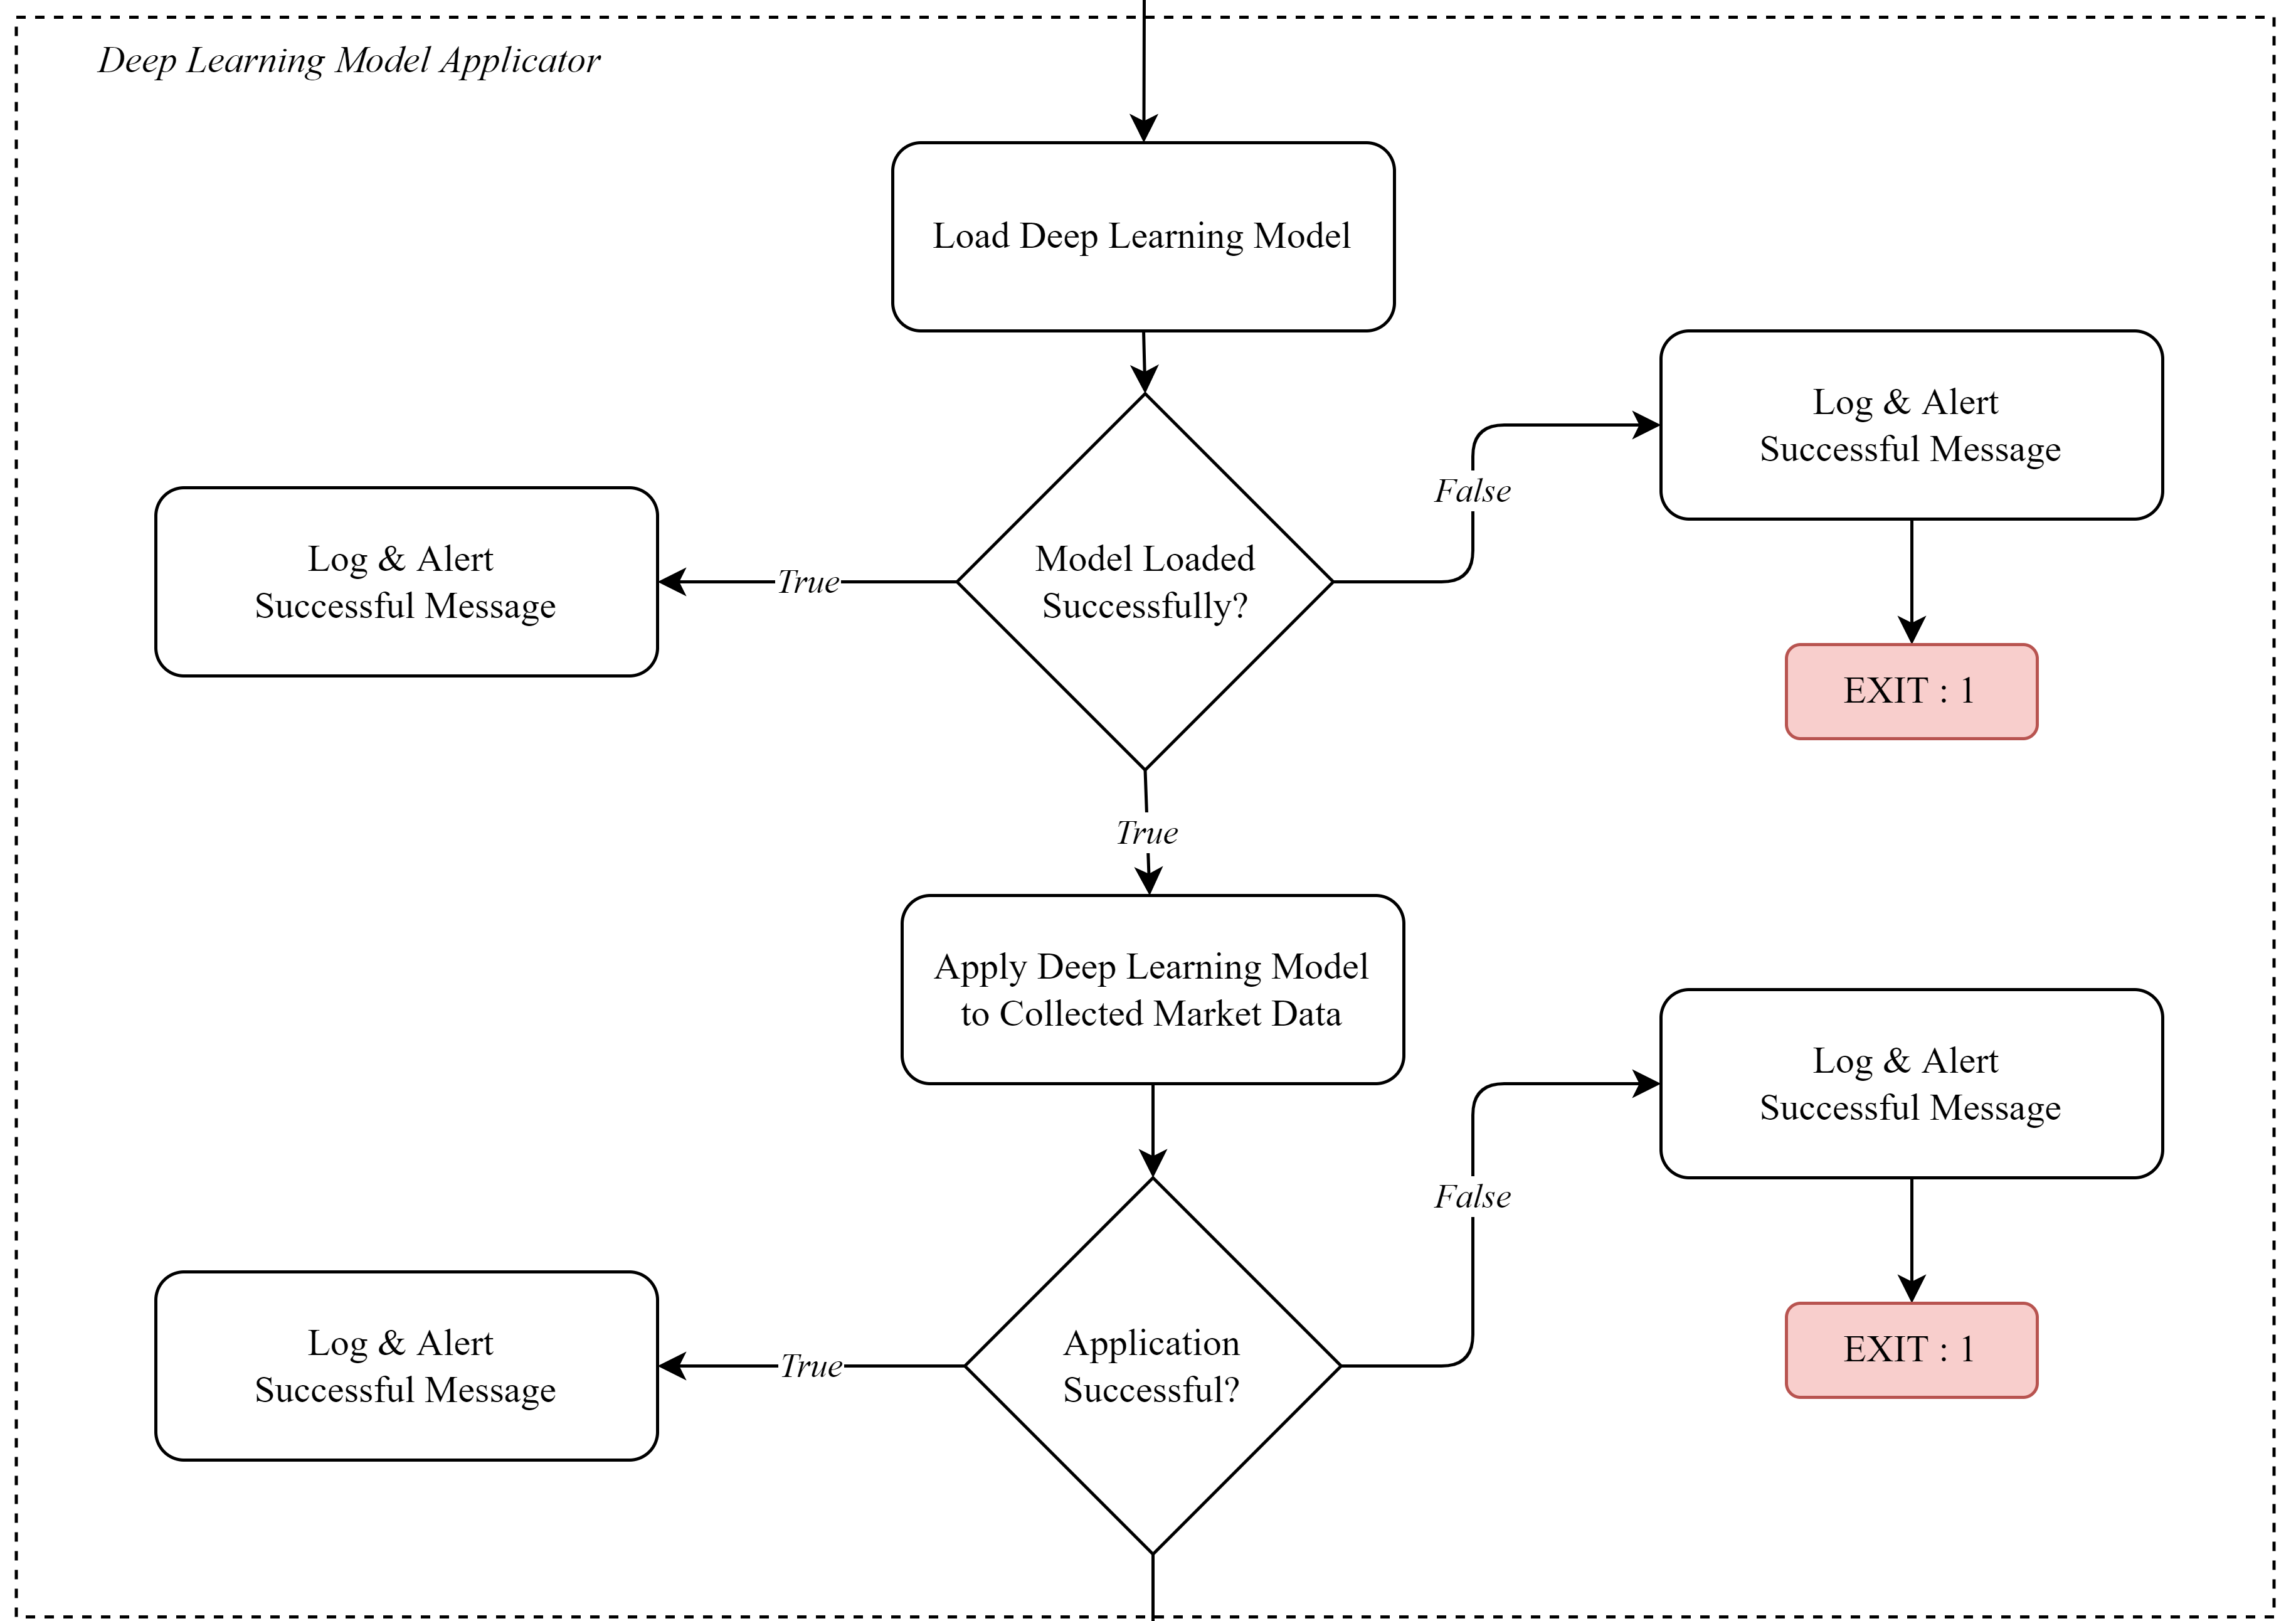 Deep Learning Model Applicator
Load Deep Learning Model
Log & Alert
Successful Message
False
Model Loaded
Successfully?
True
Log & Alert
Successful Message
EXIT : 1
True
Apply Deep Learning Model
to Collected Market Data
Log & Alert
Successful Message
False
Application
Successful?
True
Log & Alert
Successful Message
EXIT : 1